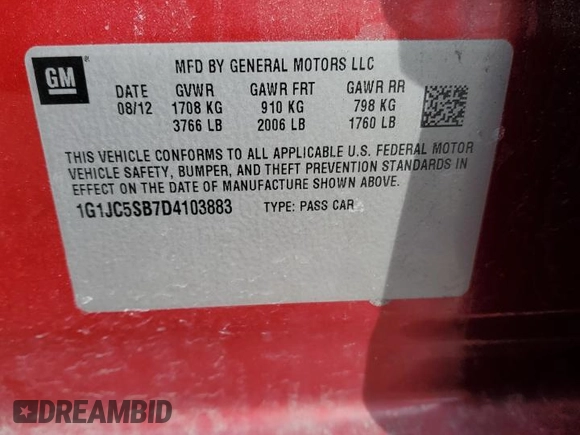 GM
MFD BY GENERAL MOTORS LLC
DATE GVWR GAWR FRT GAWR RR
08/12 1708 KG 910 KG 798 KG
3766 LB 2006 LB 1760 LB
THIS VEHICLE CONFORMS TO ALL APPLICABLE U.S. FEDERAL MOTOR
VEHICLE SAFETY, BUMPER, AND THEFT PREVENTION STANDARDS IN
EFFECT ON THE DATE OF MANUFACTURE SHOWN ABOVE.
1G1JC5SB7D4103883 TYPE: PASS CAR
DREAMBID